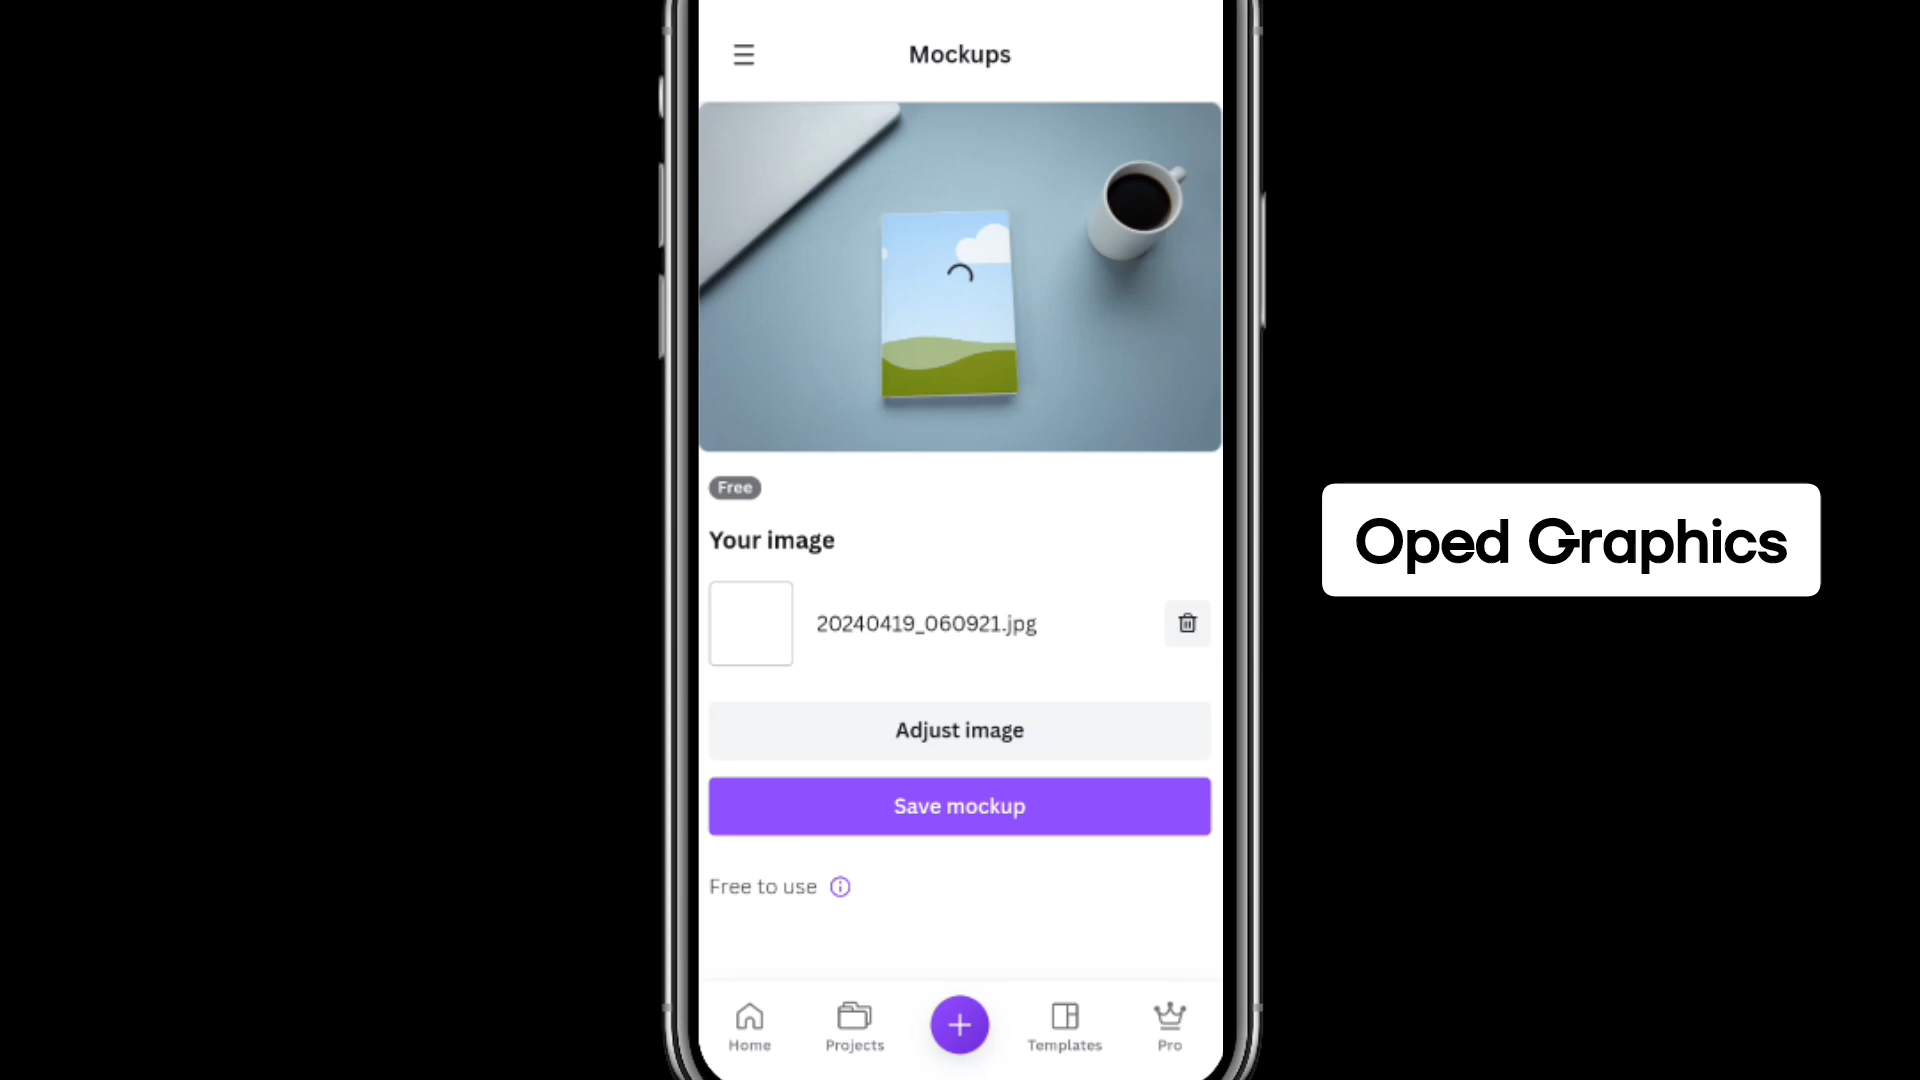 Mockups
Free
Your image
20240419_060921.jpg
Adjust image
Save mockup
Free to use
Home
Projects
Templates
Pro
Oped Graphics